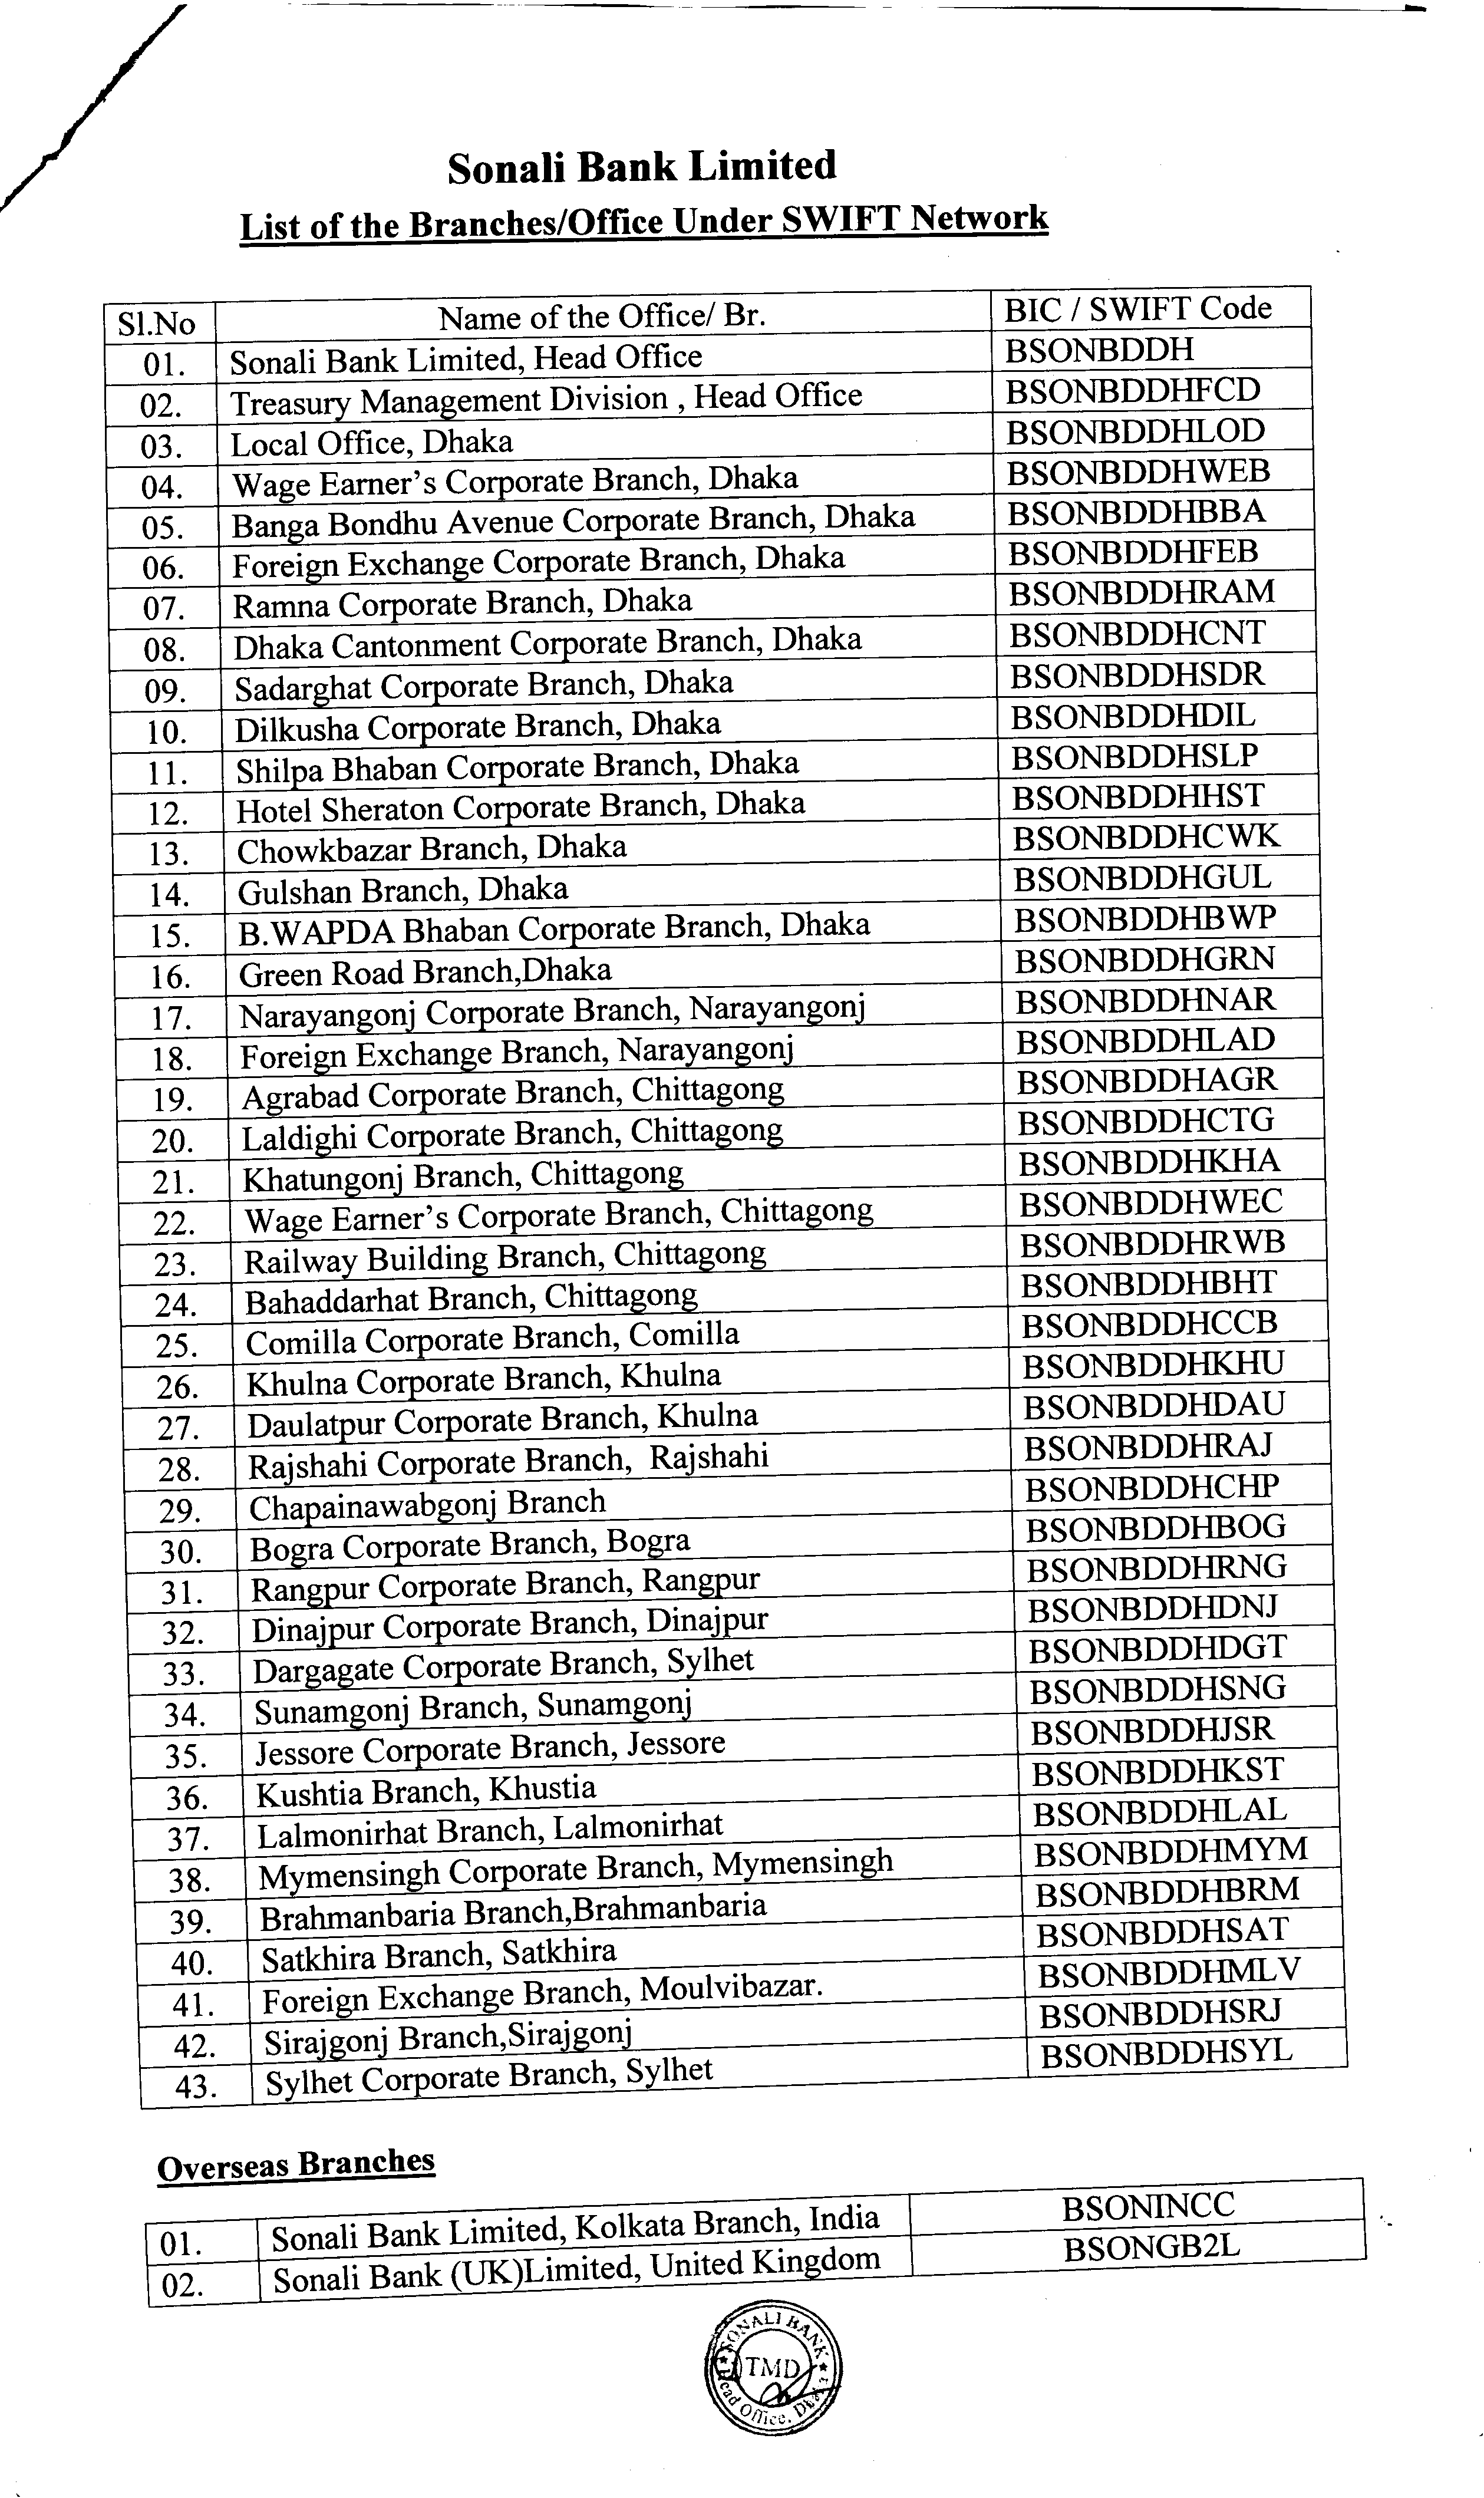 Sonali Bank Limited
List of the Branches/Office Under SWIFT Network
Sl.No Name of the Office/ Br. BIC / SWIFT Code
01. Sonali Bank Limited, Head Office BSONBDDH
02. Treasury Management Division , Head Office BSONBDDHFCD
03. Local Office, Dhaka BSONBDDHLOD
04. Wage Earner's Corporate Branch, Dhaka BSONBDDHWEB
05. Banga Bondhu Avenue Corporate Branch, Dhaka BSONBDDHBBA
06. Foreign Exchange Corporate Branch, Dhaka BSONBDDHFEB
07. Ramna Corporate Branch, Dhaka BSONBDDHRAM
08. Dhaka Cantonment Corporate Branch, Dhaka BSONBDDHCNT
09. Sadarghat Corporate Branch, Dhaka BSONBDDHSDR
10. Dilkusha Corporate Branch, Dhaka BSONBDDHDIL
11. Shilpa Bhaban Corporate Branch, Dhaka BSONBDDHSLP
12. Hotel Sheraton Corporate Branch, Dhaka BSONBDDHHST
13. Chowkbazar Branch, Dhaka BSONBDDHCWK
14. Gulshan Branch, Dhaka BSONBDDHGUL
15. B.WAPDA Bhaban Corporate Branch, Dhaka BSONBDDHBWP
16. Green Road Branch,Dhaka BSONBDDHGRN
17. Narayangonj Corporate Branch, Narayangonj BSONBDDHNAR
18. Foreign Exchange Branch, Narayangonj BSONBDDHLAD
19. Agrabad Corporate Branch, Chittagong BSONBDDHAGR
20. Laldighi Corporate Branch, Chittagong BSONBDDHCTG
21. Khatungonj Branch, Chittagong BSONBDDHKHA
22. Wage Earner's Corporate Branch, Chittagong BSONBDDHWEC
23. Railway Building Branch, Chittagong BSONBDDHRWB
24. Bahaddarhat Branch, Chittagong BSONBDDHBHT
25. Comilla Corporate Branch, Comilla BSONBDDHCCB
26. Khulna Corporate Branch, Khulna BSONBDDHKHU
27. Daulatpur Corporate Branch, Khulna BSONBDDHDAU
28. Rajshahi Corporate Branch, Rajshahi BSONBDDHRAJ
29. Chapainawabgonj Branch BSONBDDHCHP
30. Bogra Corporate Branch, Bogra BSONBDDHBOG
31. Rangpur Corporate Branch, Rangpur BSONBDDHRNG
32. Dinajpur Corporate Branch, Dinajpur BSONBDDHDNJ
33. Dargagate Corporate Branch, Sylhet BSONBDDHDGT
34. Sunamgonj Branch, Sunamgonj BSONBDDHSNG
35. Jessore Corporate Branch, Jessore BSONBDDHJSR
36. Kushtia Branch, Khustia BSONBDDHKST
37. Lalmonirhat Branch, Lalmonirhat BSONBDDHLAL
38. Mymensingh Corporate Branch, Mymensingh BSONBDDHMYM
39. Brahmanbaria Branch,Brahmanbaria BSONBDDHBRM
40. Satkhira Branch, Satkhira BSONBDDHSAT
41. Foreign Exchange Branch, Moulvibazar. BSONBDDHMLV
42. Sirajgonj Branch,Sirajgonj BSONBDDHSRJ
43. Sylhet Corporate Branch, Sylhet BSONBDDHSYL
Overseas Branches
01. Sonali Bank Limited, Kolkata Branch, India BSONINCC
02. Sonali Bank (UK)Limited, United Kingdom BSONGB2L
SONALI BANK
TMD
Head Office, Dhaka